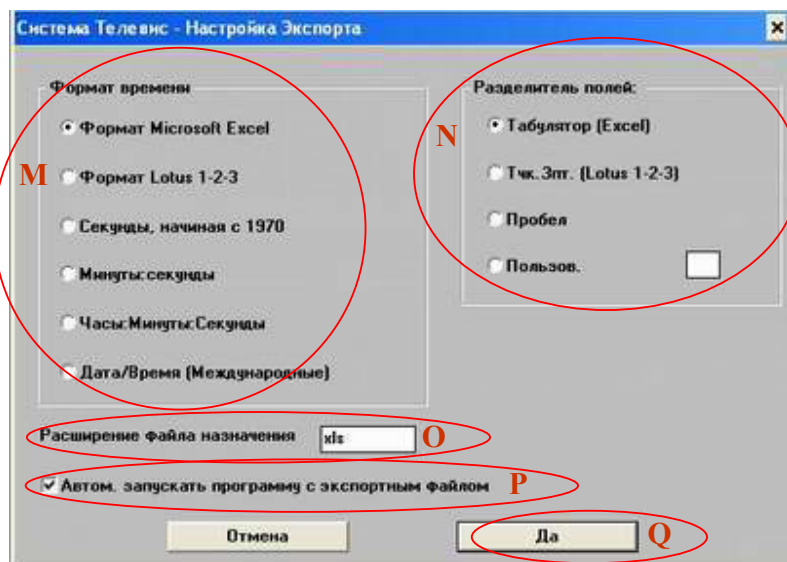 Система Телевис - Настройка Экспорта
Формат времени
Формат Microsoft Excel
M
Формат Lotus 1-2-3
Секунды, начиная с 1970
Минуты:секунды
Часы:Минуты:Секунды
Дата/Время (Международные)
Разделитель полей:
Табулятор (Excel)
N
Тчк.Зпт. (Lotus 1-2-3)
Пробел
Пользов.
Расширение файла назначения xls O
Автом. запускать программу с экспортным файлом P
Отмена Да Q